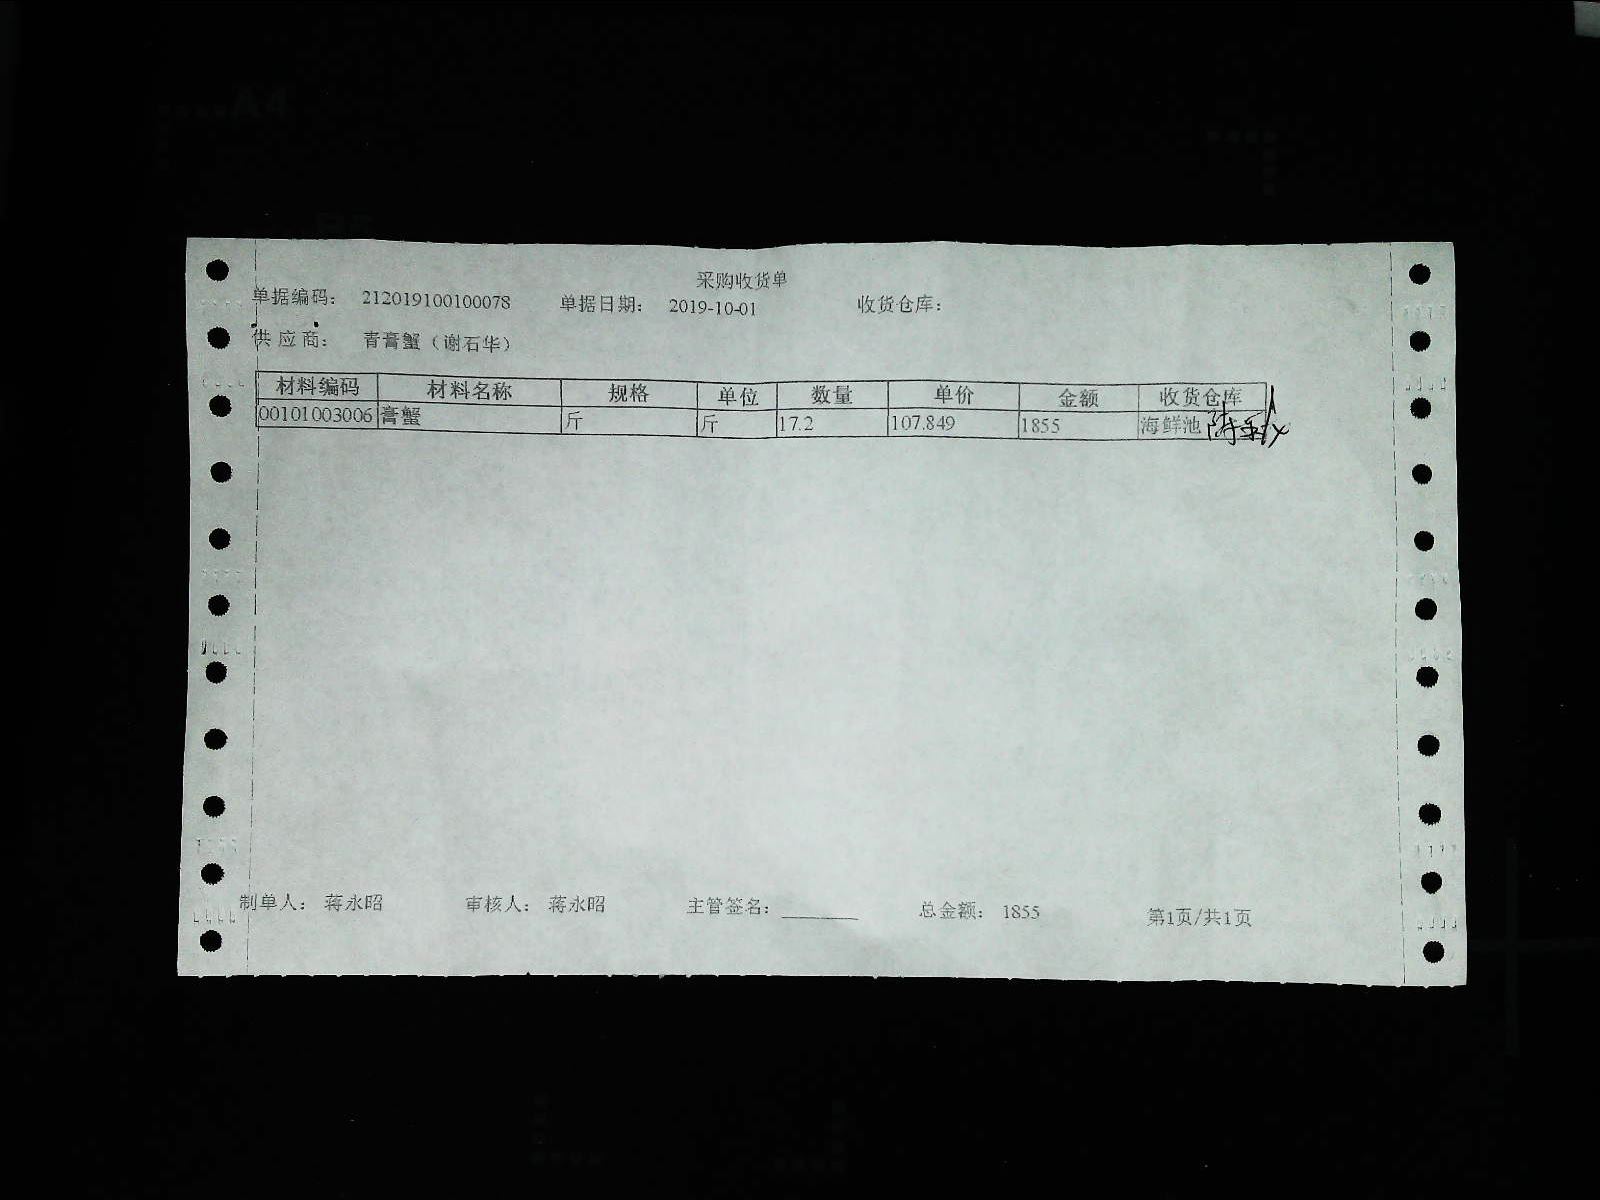 采购收货单
单据编码： 212019100100078 单据日期： 2019-10-01 收货仓库：
供应商： 青膏蟹（谢石华）
材料编码 材料名称 规格 单位 数量 单价 金额 收货仓库
00101003006 膏蟹 斤 斤 17.2 107.849 1855 海鲜池
制单人： 蒋永昭 审核人： 蒋永昭 主管签名：________ 总金额： 1855 第1页/共1页